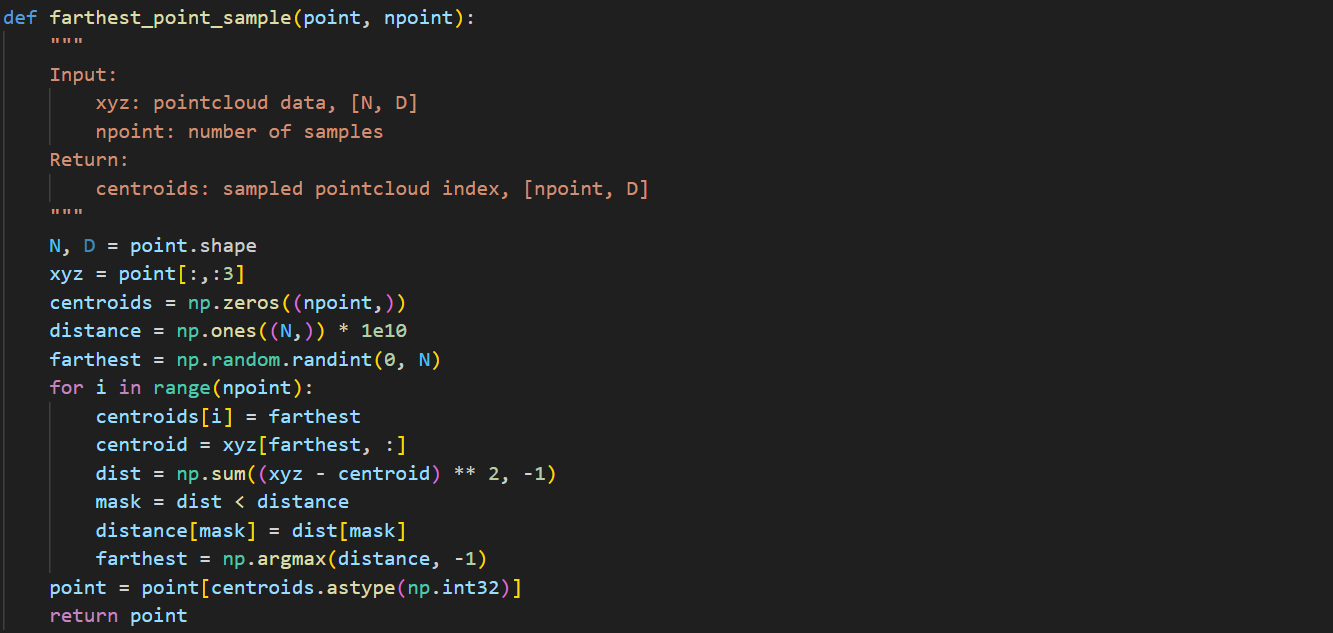 def farthest_point_sample(point, npoint):
    """
    Input:
        xyz: pointcloud data, [N, D]
        npoint: number of samples
    Return:
        centroids: sampled pointcloud index, [npoint, D]
    """
    N, D = point.shape
    xyz = point[:,:3]
    centroids = np.zeros((npoint,))
    distance = np.ones((N,)) * 1e10
    farthest = np.random.randint(0, N)
    for i in range(npoint):
        centroids[i] = farthest
        centroid = xyz[farthest, :]
        dist = np.sum((xyz - centroid) ** 2, -1)
        mask = dist < distance
        distance[mask] = dist[mask]
        farthest = np.argmax(distance, -1)
    point = point[centroids.astype(np.int32)]
    return point